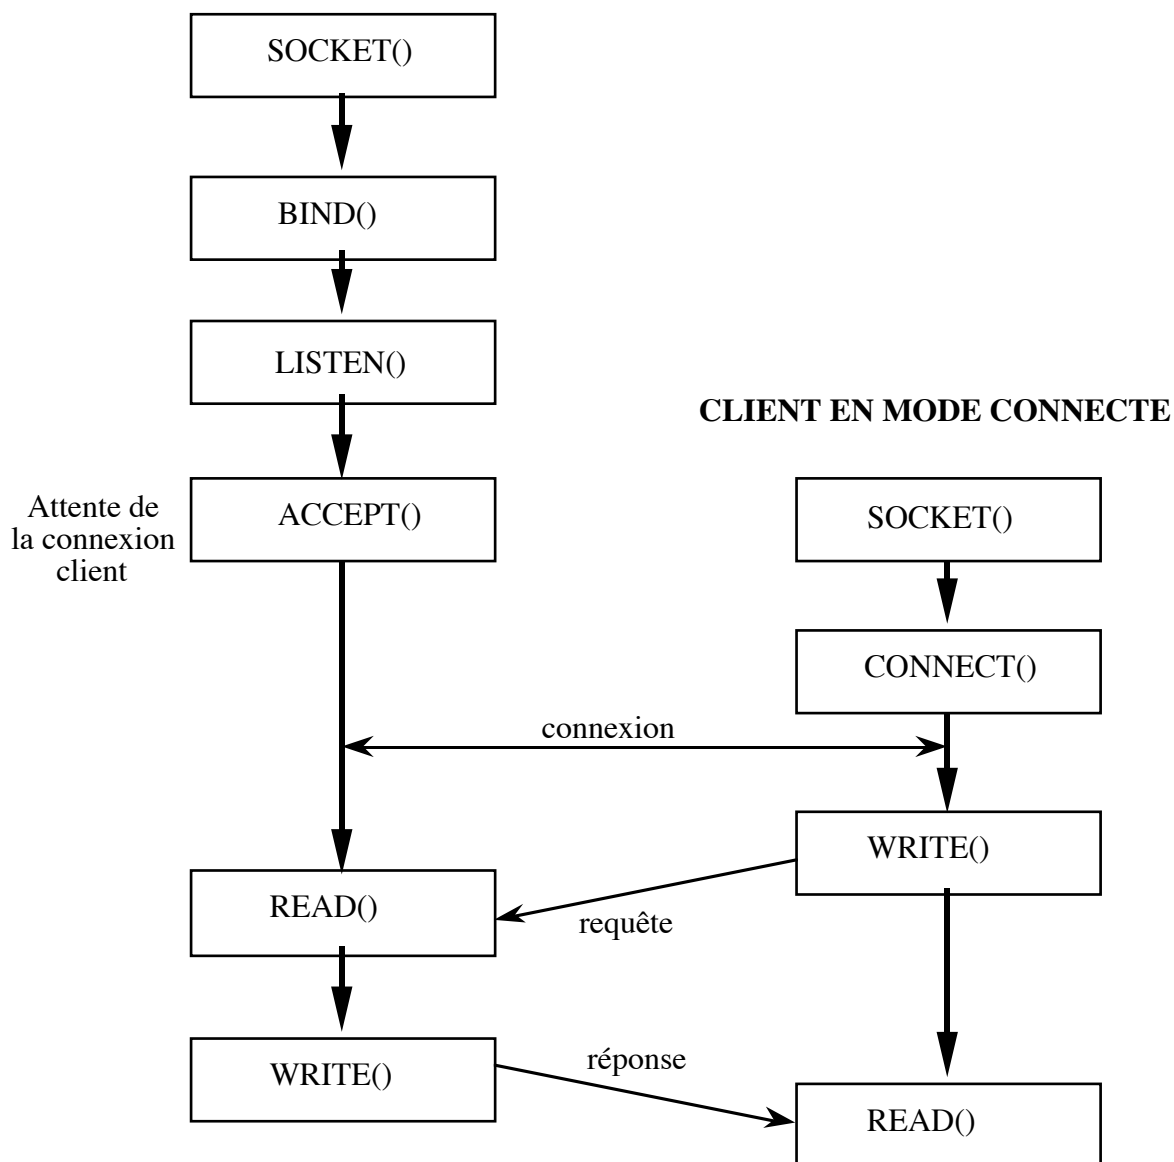 SOCKET()
BIND()
LISTEN()
CLIENT EN MODE CONNECTE
Attente de
la connexion
client
ACCEPT()
SOCKET()
CONNECT()
connexion
WRITE()
READ()
requête
réponse
WRITE()
READ()